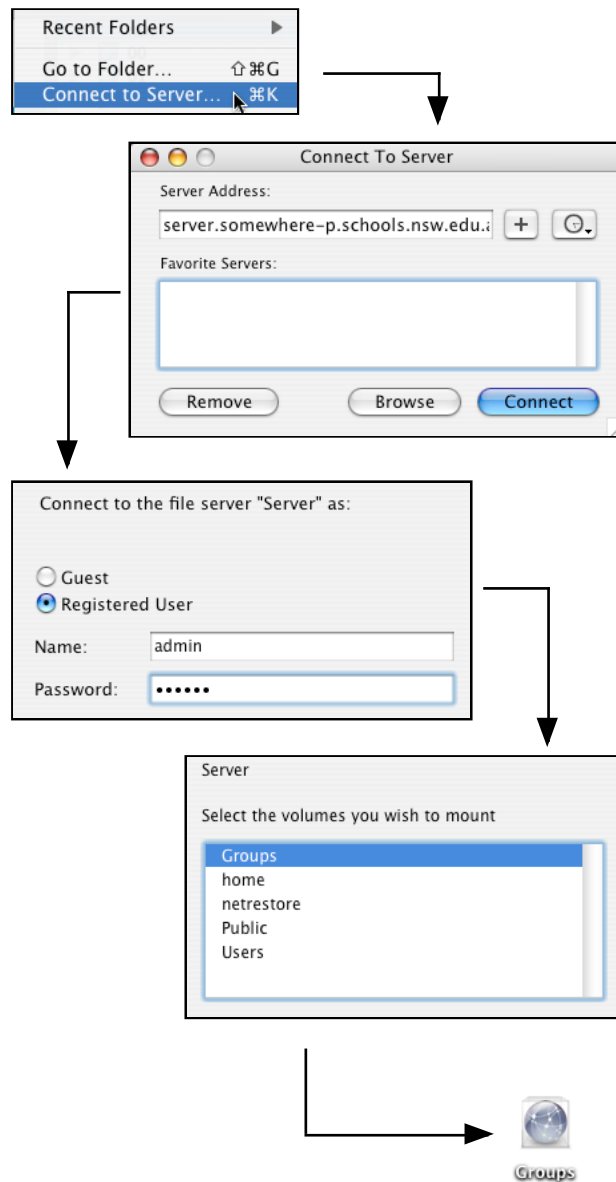 Recent Folders
Go to Folder... ⇧⌘G
Connect to Server... ⌘K
Connect To Server
Server Address:
server.somewhere-p.schools.nsw.edu.
Favorite Servers:
Remove Browse Connect
Connect to the file server "Server" as:
Guest
Registered User
Name: admin
Password: ••••••
Server
Select the volumes you wish to mount
Groups
home
netrestore
Public
Users
Groups